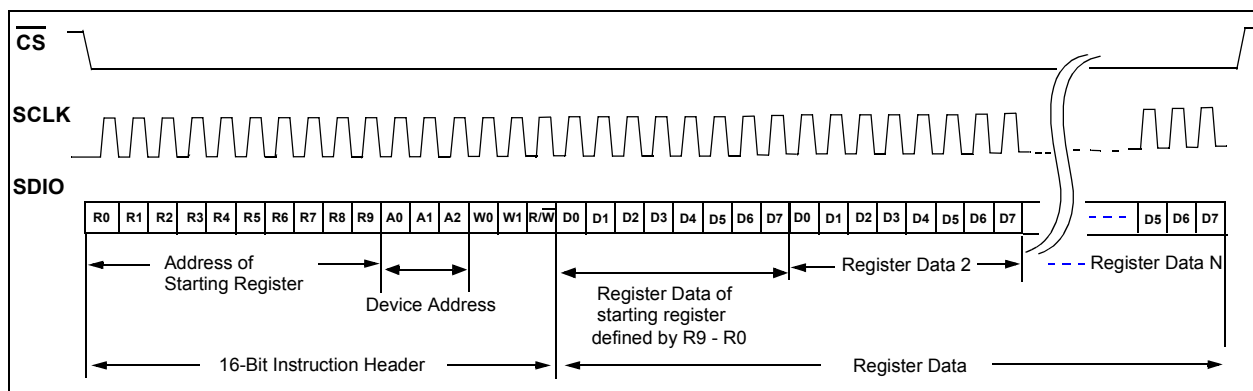 CS
SCLK
SDIO
R0 R1 R2 R3 R4 R5 R6 R7 R8 R9 A0 A1 A2 W0 W1 R/W D0 D1 D2 D3 D4 D5 D6 D7 D0 D1 D2 D3 D4 D5 D6 D7 D5 D6 D7
Address of
Starting Register
Device Address
Register Data of
starting register
defined by R9 - R0
Register Data 2
Register Data N
16-Bit Instruction Header
Register Data